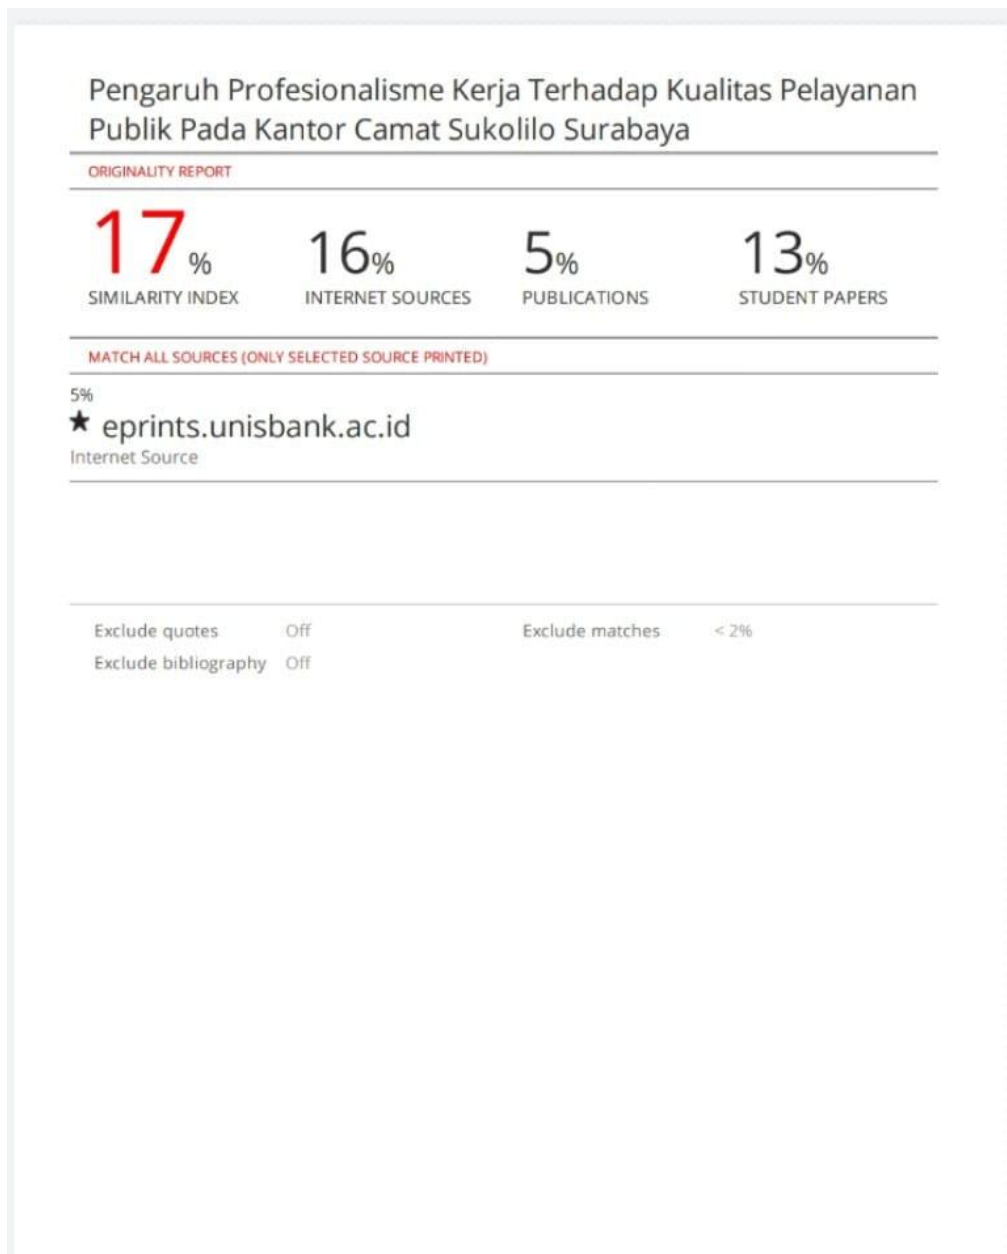 Pengaruh Profesionalisme Kerja Terhadap Kualitas Pelayanan
Publik Pada Kantor Camat Sukolilo Surabaya
ORIGINALITY REPORT
17% 16% 5% 13%
SIMILARITY INDEX INTERNET SOURCES PUBLICATIONS STUDENT PAPERS
MATCH ALL SOURCES (ONLY SELECTED SOURCE PRINTED)
5%
★ eprints.unisbank.ac.id
Internet Source
Exclude quotes Off Exclude matches < 2%
Exclude bibliography Off